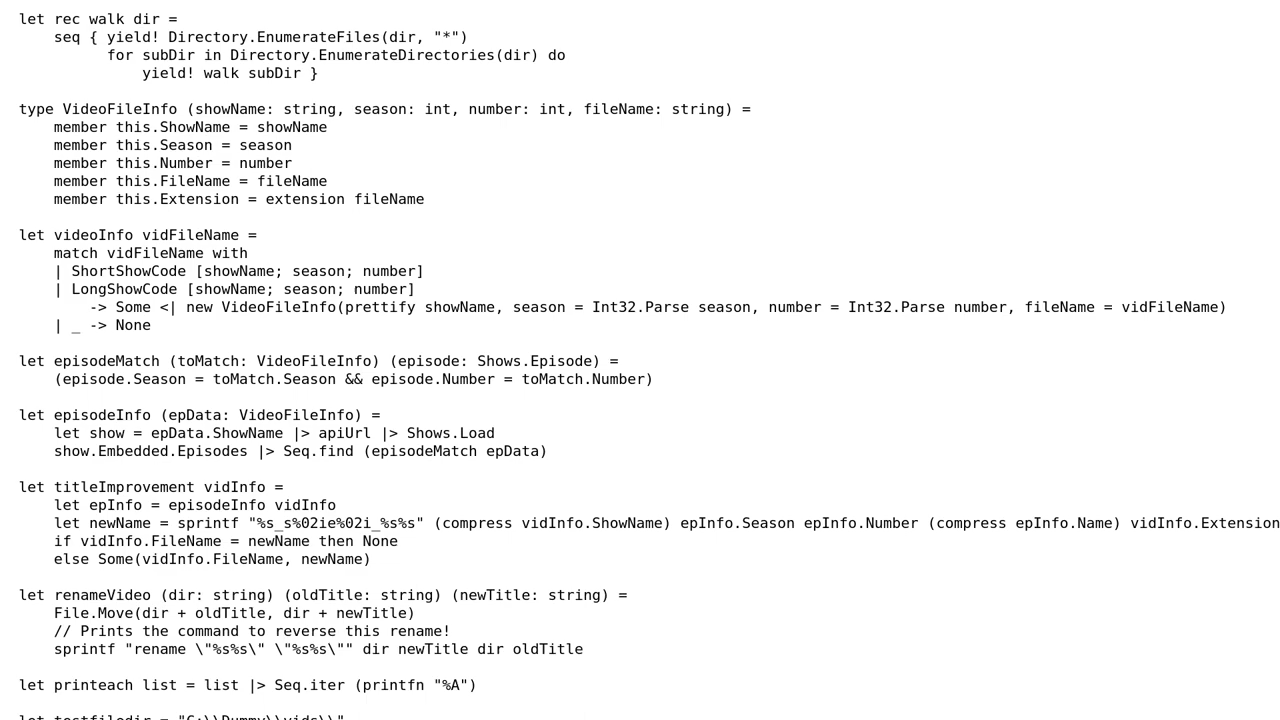 let rec walk dir =
    seq { yield! Directory.EnumerateFiles(dir, "*")
          for subDir in Directory.EnumerateDirectories(dir) do
              yield! walk subDir }

type VideoFileInfo (showName: string, season: int, number: int, fileName: string) =
    member this.ShowName = showName
    member this.Season = season
    member this.Number = number
    member this.FileName = fileName
    member this.Extension = extension fileName

let videoInfo vidFileName =
    match vidFileName with
    | ShortShowCode [showName; season; number]
    | LongShowCode [showName; season; number]
        -> Some <| new VideoFileInfo(prettify showName, season = Int32.Parse season, number = Int32.Parse number, fileName = vidFileName)
    | _ -> None

let episodeMatch (toMatch: VideoFileInfo) (episode: Shows.Episode) =
    (episode.Season = toMatch.Season && episode.Number = toMatch.Number)

let episodeInfo (epData: VideoFileInfo) =
    let show = epData.ShowName |> apiUrl |> Shows.Load
    show.Embedded.Episodes |> Seq.find (episodeMatch epData)

let titleImprovement vidInfo =
    let epInfo = episodeInfo vidInfo
    let newName = sprintf "%s_s%02ie%02i_%s%s" (compress vidInfo.ShowName) epInfo.Season epInfo.Number (compress epInfo.Name) vidInfo.Extension
    if vidInfo.FileName = newName then None
    else Some(vidInfo.FileName, newName)

let renameVideo (dir: string) (oldTitle: string) (newTitle: string) =
    File.Move(dir + oldTitle, dir + newTitle)
    // Prints the command to reverse this rename!
    sprintf "rename \"%s%s\" \"%s%s\"" dir newTitle dir oldTitle

let printeach list = list |> Seq.iter (printfn "%A")

let testfiledir = "C:\\Dummy\\vids\\"